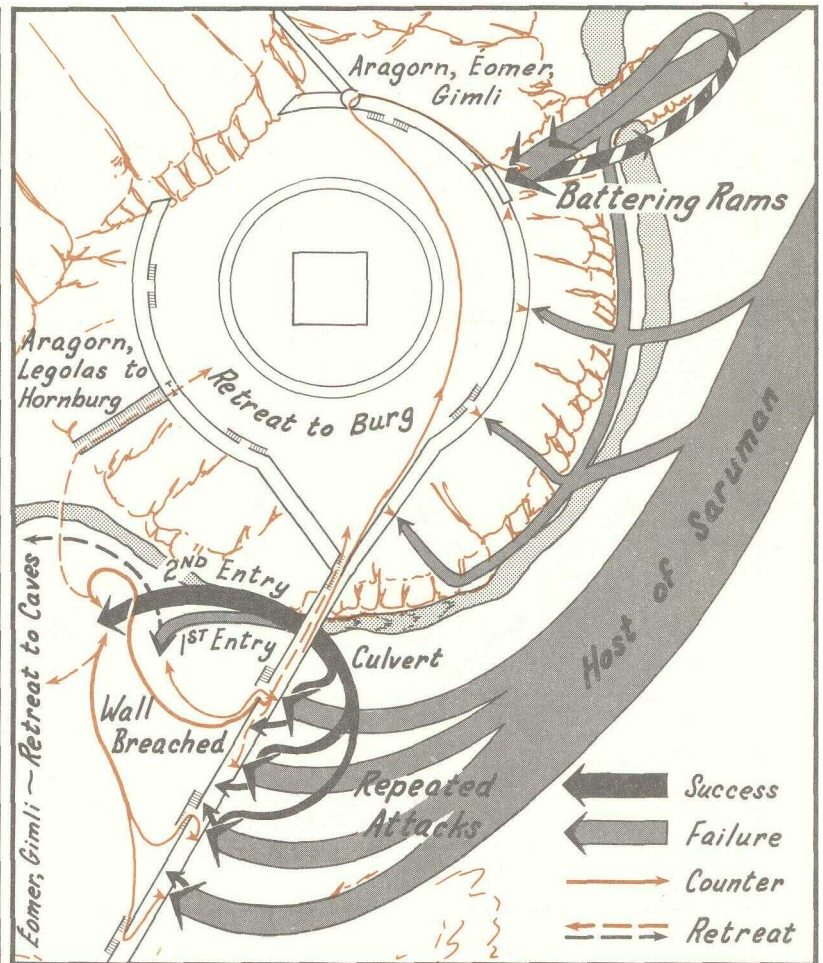 Aragorn, Éomer,
Gimli
Battering Rams
Aragorn,
Legolas to
Hornburg
Retreat to Burg
Host of Saruman
2ND Entry
1ST Entry
Culvert
Wall
Breached
Repeated
Attacks
Éomer, Gimli ~ Retreat to Caves
Success
Failure
Counter
Retreat